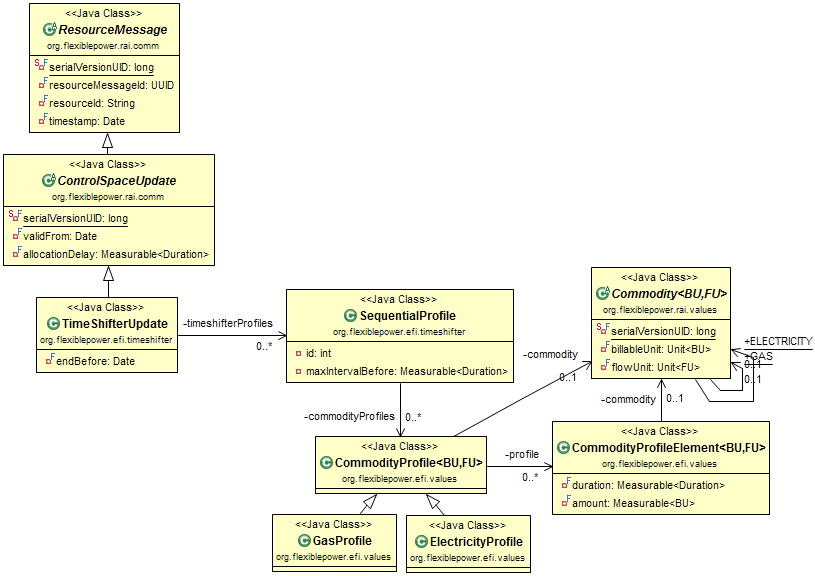 <<Java Class>>
ResourceMessage
org.flexiblepower.rai.comm
serialVersionUID: long
resourceMessageId: UUID
resourceId: String
timestamp: Date
<<Java Class>>
ControlSpaceUpdate
org.flexiblepower.rai.comm
serialVersionUID: long
validFrom: Date
allocationDelay: Measurable<Duration>
<<Java Class>>
TimeShifterUpdate
org.flexiblepower.efi.timeshifter
endBefore: Date
-timeshifterProfiles
0..*
<<Java Class>>
SequentialProfile
org.flexiblepower.efi.timeshifter
id: int
maxIntervalBefore: Measurable<Duration>
<<Java Class>>
Commodity<BU,FU>
org.flexiblepower.rai.values
serialVersionUID: long
billableUnit: Unit<BU>
flowUnit: Unit<FU>
+ELECTRICITY
+GAS
0..1
0..1
-commodity
0..1
-commodity
0..1
-commodityProfiles
0..*
<<Java Class>>
CommodityProfile<BU,FU>
org.flexiblepower.efi.values
-profile
0..*
<<Java Class>>
CommodityProfileElement<BU,FU>
org.flexiblepower.efi.values
duration: Measurable<Duration>
amount: Measurable<BU>
<<Java Class>>
GasProfile
org.flexiblepower.efi.values
<<Java Class>>
ElectricityProfile
org.flexiblepower.efi.values